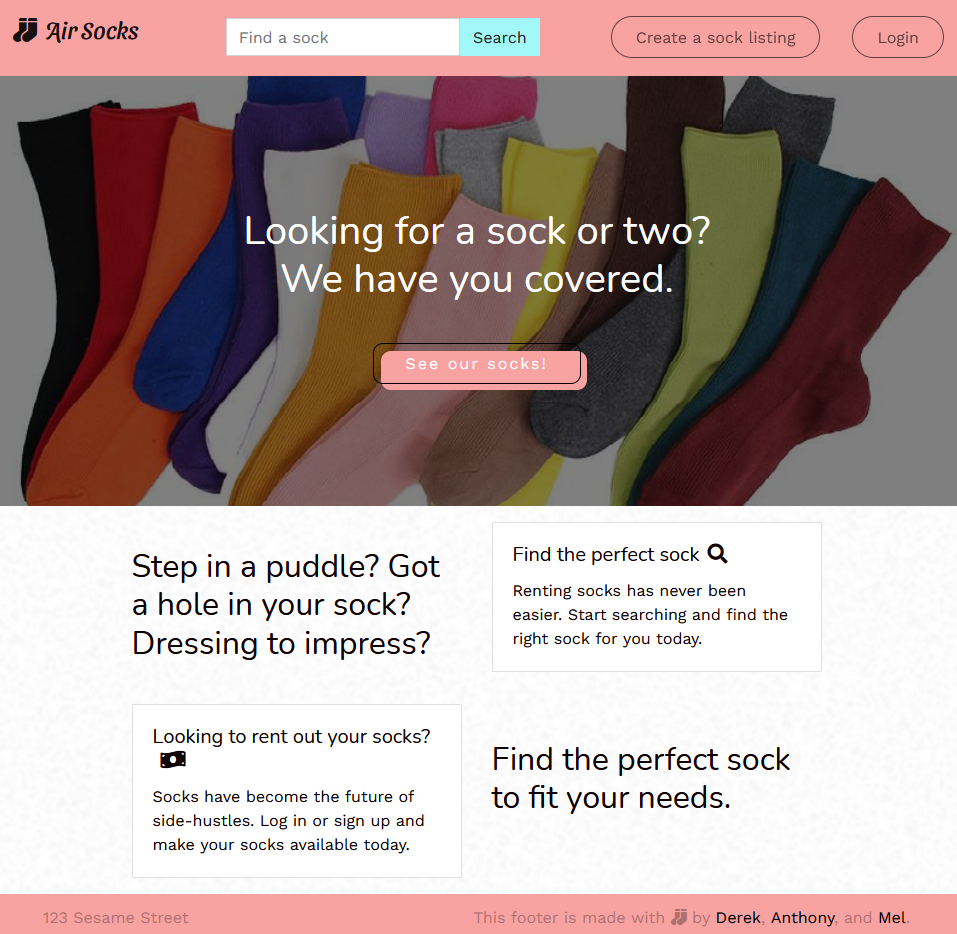 Air Socks
Find a sock
Search
Create a sock listing
Login
Looking for a sock or two?
We have you covered.
See our socks!
Step in a puddle? Got
a hole in your sock?
Dressing to impress?
Find the perfect sock
Renting socks has never been
easier. Start searching and find the
right sock for you today.
Looking to rent out your socks?
Socks have become the future of
side-hustles. Log in or sign up and
make your socks available today.
Find the perfect sock
to fit your needs.
123 Sesame Street
This footer is made with by Derek, Anthony, and Mel.